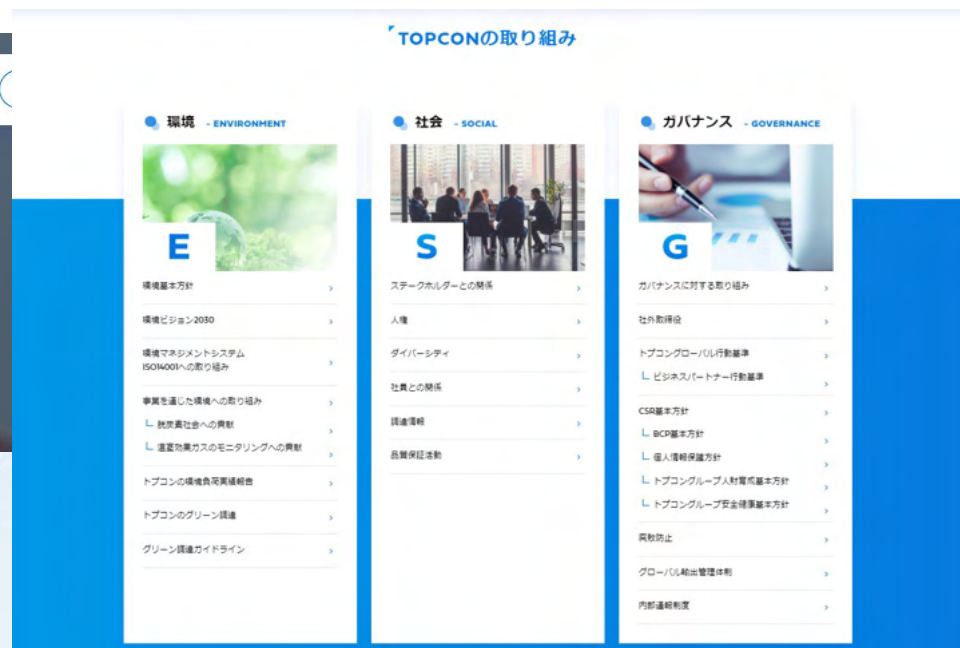 TOPCONの取り組み
環境 - ENVIRONMENT
E
環境基本方針
環境ビジョン2030
環境マネジメントシステム
ISO14001への取り組み
事業を通じた環境への取り組み
脱炭素社会への貢献
温室効果ガスのモニタリングへの貢献
トプコンの環境負荷実績報告
トプコンのグリーン調達
グリーン調達ガイドライン
社会 - SOCIAL
S
ステークホルダーとの関係
人権
ダイバーシティ
社員との関係
調達情報
品質保証活動
ガバナンス - GOVERNANCE
G
ガバナンスに対する取り組み
社外取締役
トプコングローバル行動基準
ビジネスパートナー行動基準
CSR基本方針
BCP基本方針
個人情報保護方針
トプコングループ人財育成基本方針
トプコングループ安全健康基本方針
腐敗防止
グローバル輸出管理体制
内部通報制度